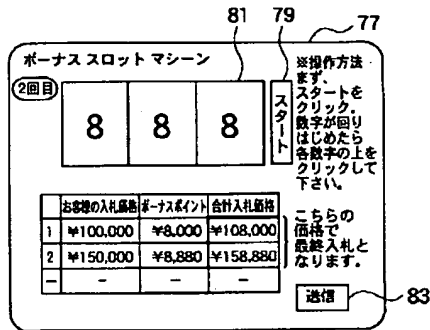 81
79
77
ボーナス スロット マシーン
2回目
8 8 8
スタート
※操作方法
まず、
スタートを
クリック。
数字が回り
はじめたら
各数字の上を
クリックして
下さい。
お客様の入札価格 ボーナスポイント 合計入札価格
1 ¥100,000 ¥8,000 ¥108,000
2 ¥150,000 ¥8,880 ¥158,880
— — — —
こちらの
価格で
最終入札と
なります。
送信
83